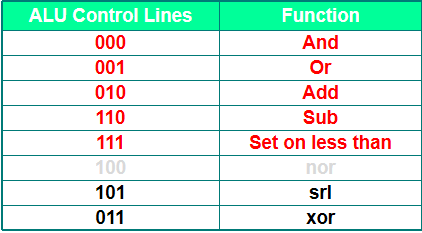 ALU Control Lines Function
000 And
001 Or
010 Add
110 Sub
111 Set on less than
100 nor
101 srl
011 xor